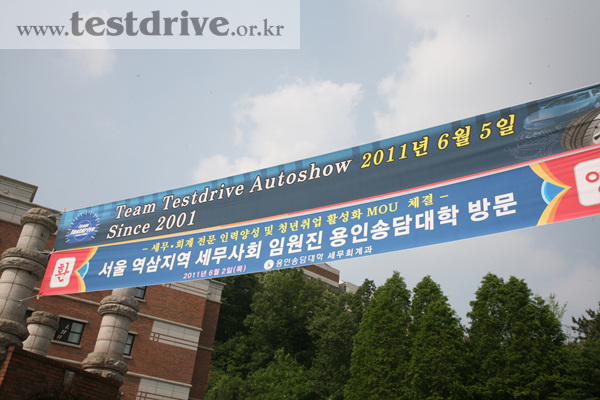 www.testdrive.or.kr
Team Testdrive Autoshow 2011년 6월 5일
Since 2001
- 세무·회계 전문 인력양성 및 청년취업 활성화 MOU 체결 -
환 서울 역삼지역 세무사회 임원진 용인송담대학 방문
2011년 6월 2일(목) 용인송담대학 세무회계과